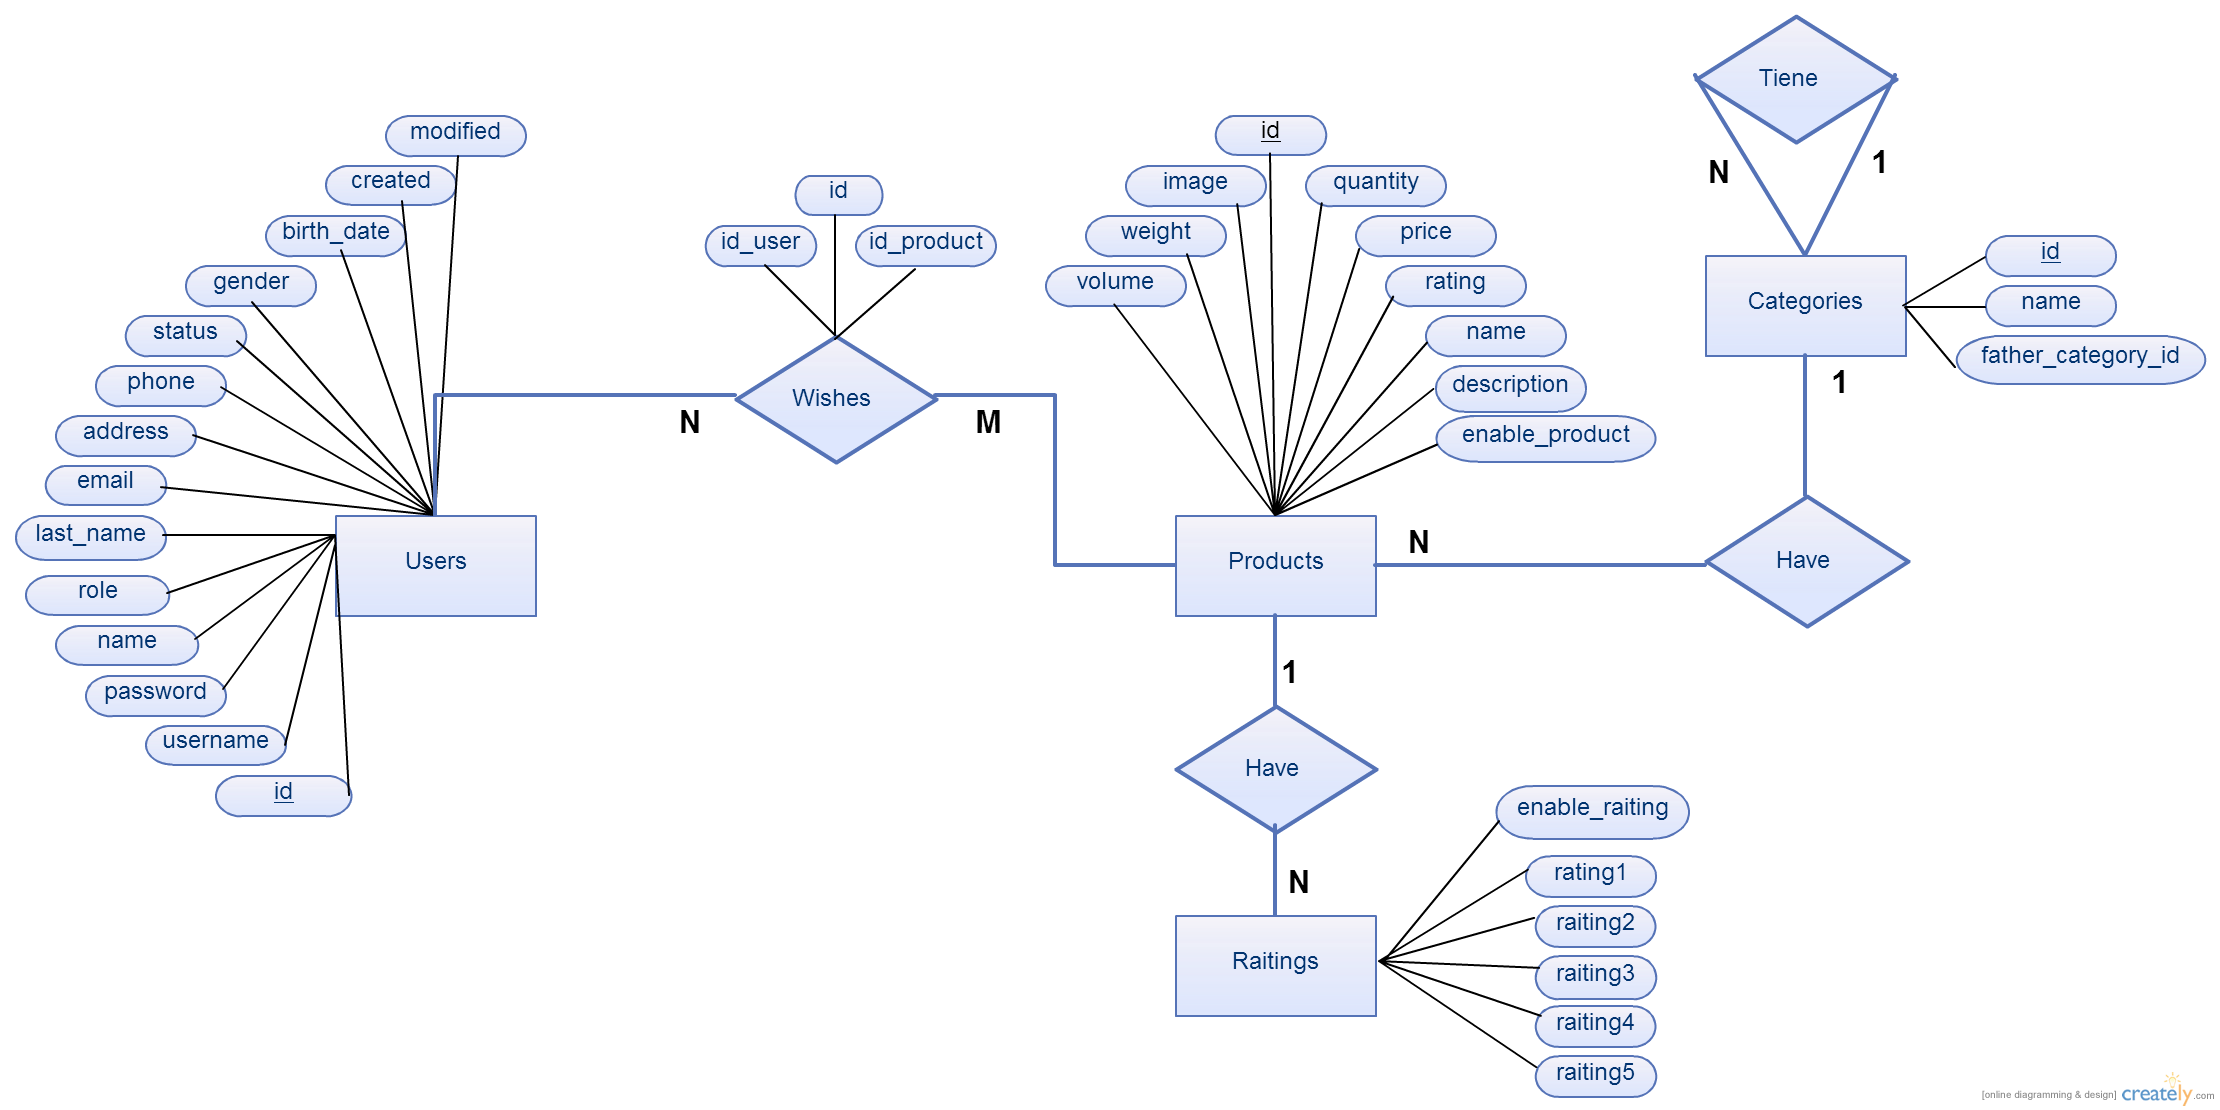 Tiene
N
1
modified
created
birth_date
gender
status
phone
address
email
last_name
role
name
password
username
id
Users
id
id_user
id_product
Wishes
N
M
id
image
quantity
weight
price
volume
rating
name
description
enable_product
Products
N
Categories
id
name
father_category_id
1
Have
1
Have
N
Raitings
enable_raiting
rating1
raiting2
raiting3
raiting4
raiting5
[online diagramming & design] creately.com